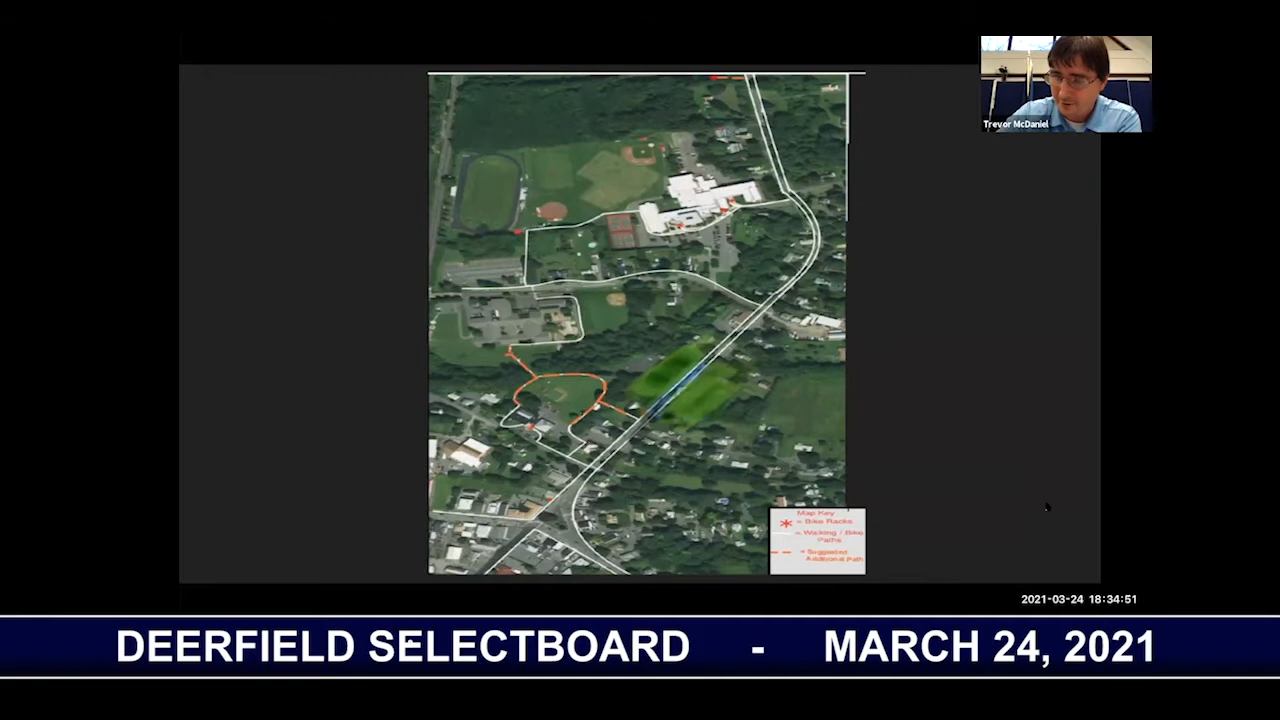 Trevor McDaniel
Map Key
= Bike Racks
= Walking / Bike
Paths
= Suggested
Additional Path
2021-03-24 18:34:51
DEERFIELD SELECTBOARD - MARCH 24, 2021